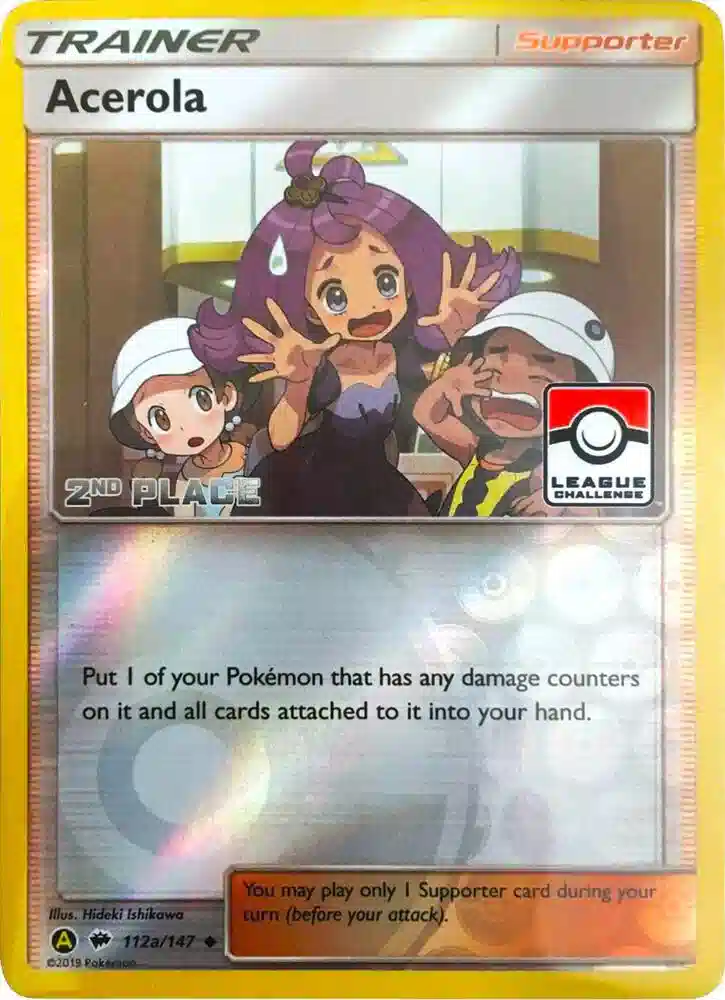 TRAINER
Supporter
Acerola
2ND PLACE
LEAGUE
CHALLENGE
Put 1 of your Pokémon that has any damage counters
on it and all cards attached to it into your hand.
You may play only 1 Supporter card during your
turn (before your attack).
Illus. Hideki Ishikawa
A 112a/147
©2019 Pokémon